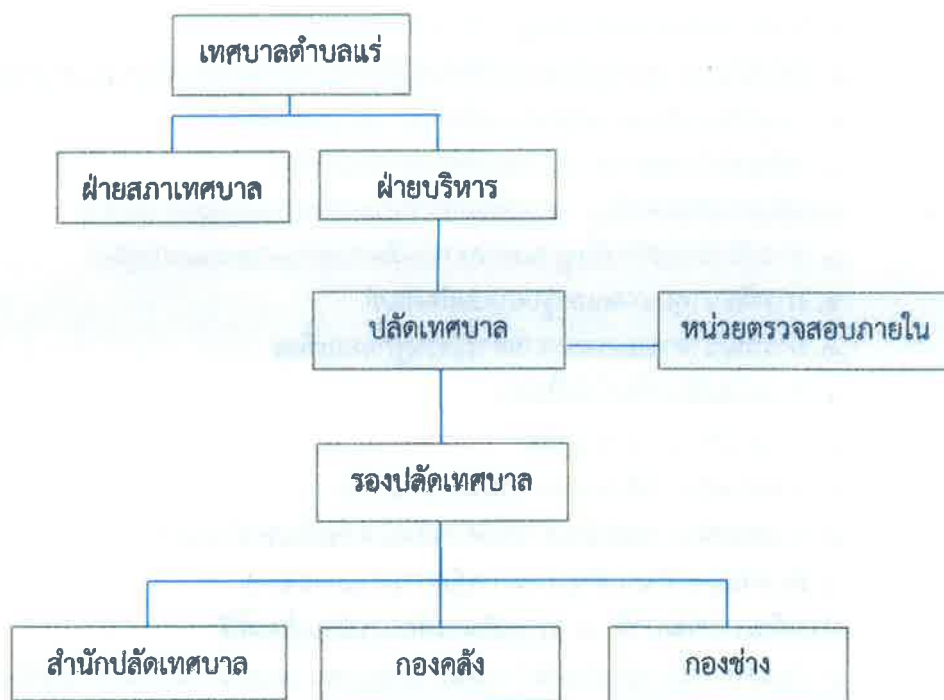 เทศบาลตำบลแร่
ฝ่ายสภาเทศบาล
ฝ่ายบริหาร
ปลัดเทศบาล
หน่วยตรวจสอบภายใน
รองปลัดเทศบาล
สำนักปลัดเทศบาล
กองคลัง
กองช่าง